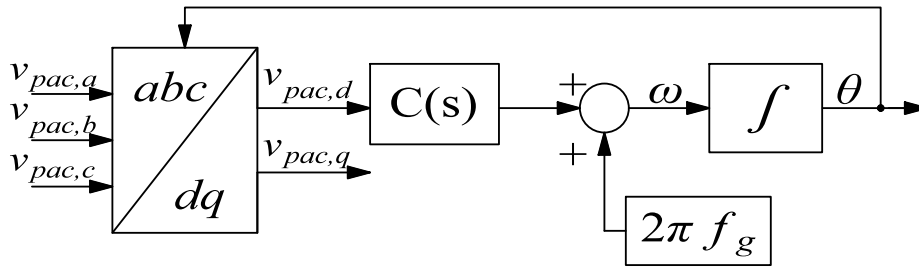 v_{pac,a}
v_{pac,b}
v_{pac,c}
abc
dq
v_{pac,d}
v_{pac,q}
C(s)
+
+
ω
∫
θ
2π f_g